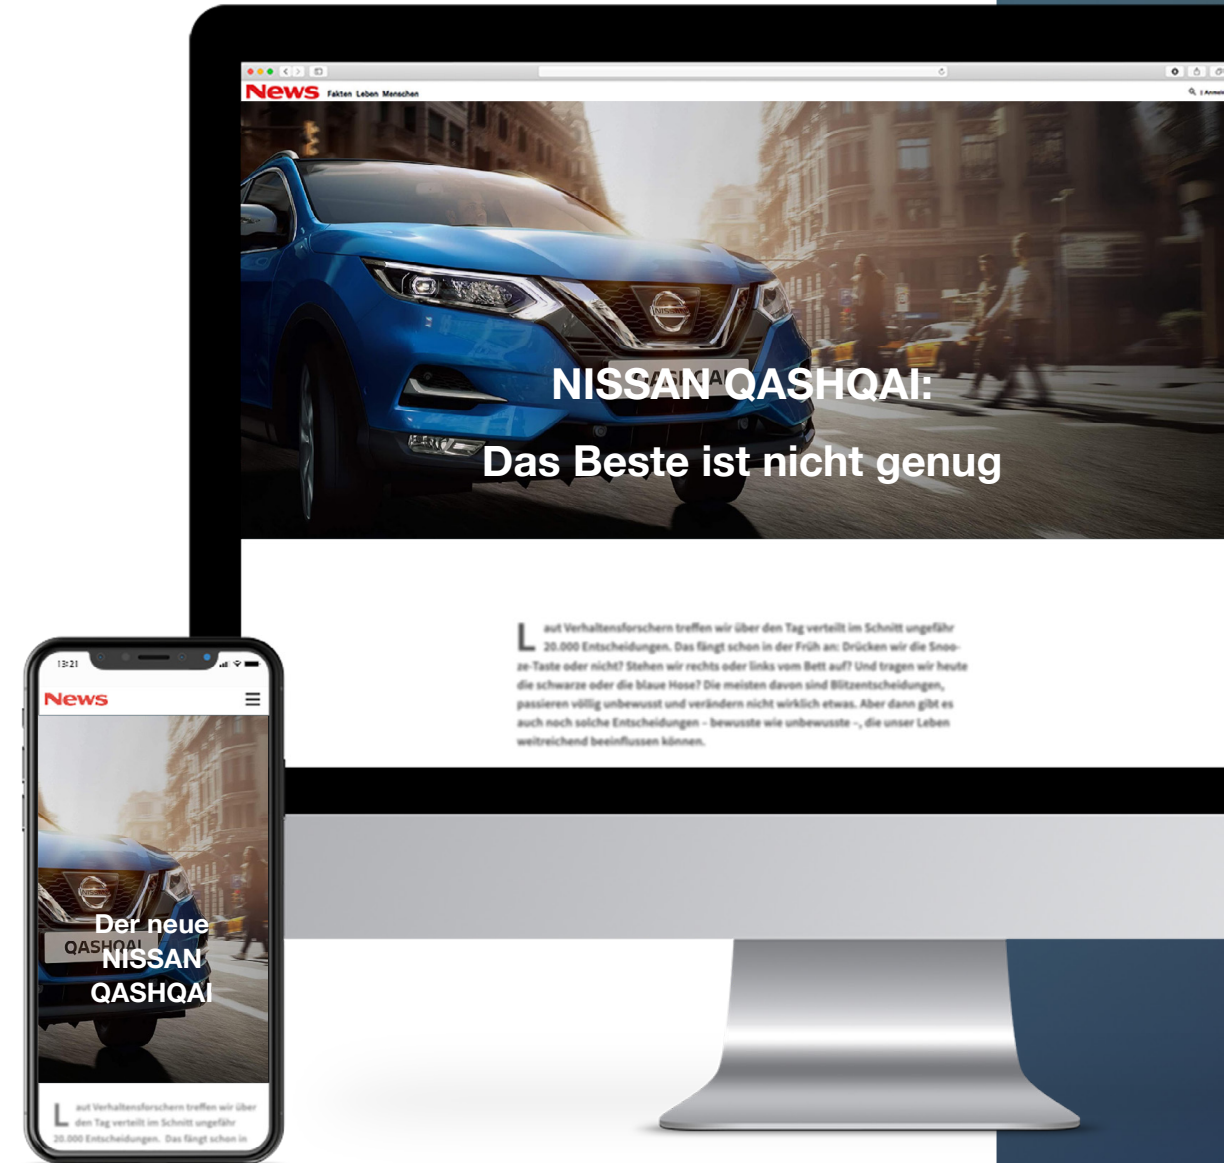 News Fakten Leben Menschen
NISSAN
QASHQAI
NISSAN QASHQAI:
Das Beste ist nicht genug
Laut Verhaltensforschern treffen wir über den Tag verteilt im Schnitt ungefähr
20.000 Entscheidungen. Das fängt schon in der Früh an: Drücken wir die Snoo-
ze-Taste oder nicht? Stehen wir rechts oder links vom Bett auf? Und tragen wir heute
die schwarze oder die blaue Hose? Die meisten davon sind Blitzentscheidungen,
passieren völlig unbewusst und verändern nicht wirklich etwas. Aber dann gibt es
auch noch solche Entscheidungen – bewusste wie unbewusste –, die unser Leben
weitreichend beeinflussen können.
13:21
News
NISSAN
QASHQAI
Der neue
NISSAN
QASHQAI
Laut Verhaltensforschern treffen wir über
den Tag verteilt im Schnitt ungefähr
20.000 Entscheidungen. Das fängt schon in